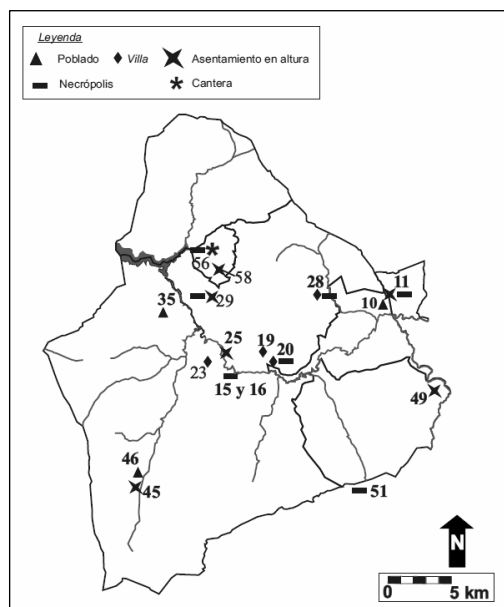 Leyenda
Poblado Villa Asentamiento en altura
Necrópolis Cantera
56
58
29
35
28
11
10
25
19
20
23
15 y 16
49
46
45
51
N
0 5 km